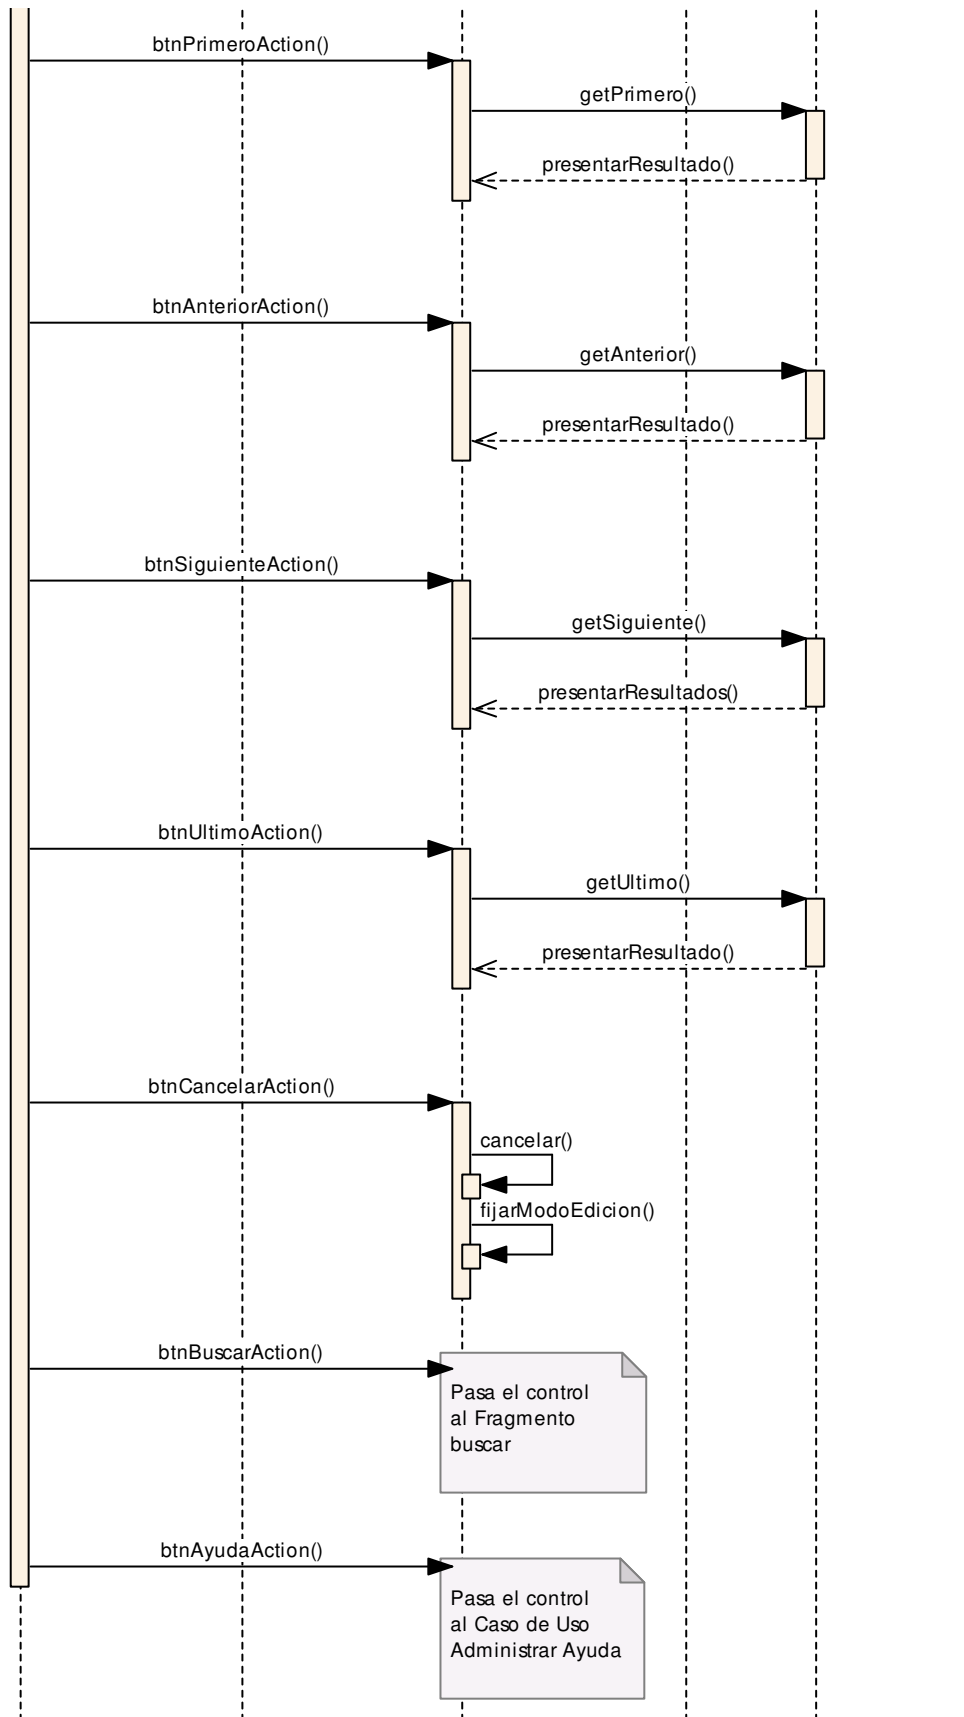 btnPrimeroAction()
getPrimero()
presentarResultado()
btnAnteriorAction()
getAnterior()
presentarResultado()
btnSiguienteAction()
getSiguiente()
presentarResultados()
btnUltimoAction()
getUltimo()
presentarResultado()
btnCancelarAction()
cancelar()
fijarModoEdicion()
btnBuscarAction()
Pasa el control
al Fragmento
buscar
btnAyudaAction()
Pasa el control
al Caso de Uso
Administrar Ayuda